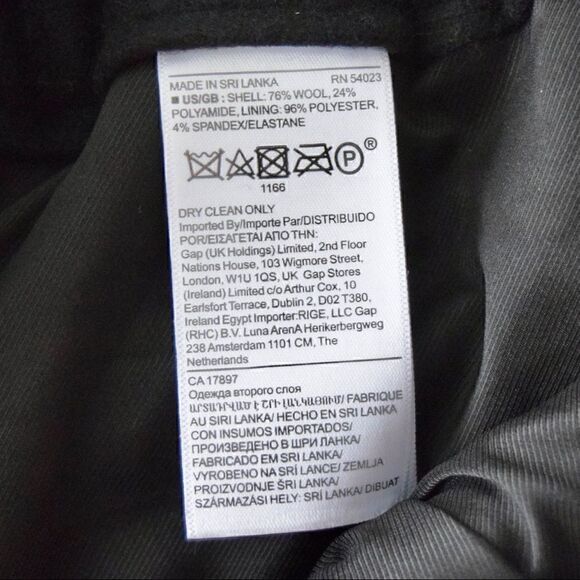 MADE IN SRI LANKA RN 54023
■ US/GB : SHELL: 76% WOOL, 24%
POLYAMIDE, LINING: 96% POLYESTER,
4% SPANDEX/ELASTANE
P ®
1166
DRY CLEAN ONLY
Imported By/Importe Par/DISTRIBUIDO
POR/ΕΙΣΑΓΕΤΑΙ ΑΠΟ ΤΗΝ:
Gap (UK Holdings) Limited, 2nd Floor
Nations House, 103 Wigmore Street,
London, W1U 1QS, UK Gap Stores
(Ireland) Limited c/o Arthur Cox, 10
Earlsfort Terrace, Dublin 2, D02 T380,
Ireland Egypt Importer:RIGE, LLC Gap
(RHC) B.V. Luna ArenA Herikerbergweg
238 Amsterdam 1101 CM, The
Netherlands
CA 17897
Одежда второго слоя
ԱՐՏԱԴՐՎԱԾ Է ՇՐԻ ԼԱՆԿԱՅՈՒՄ/ FABRIQUE
AU SIRI LANKA/ HECHO EN SRI LANKA
CON INSUMOS IMPORTADOS/
ПРОИЗВЕДЕНО В ШРИ ЛАНКА/
FABRICADO EM SRI LANKA/
VYROBENO NA SRÍ LANCE/ ZEMLJA
PROIZVODNJE ŠRI LANKA/
SZÁRMAZÁSI HELY: SRÍ LANKA/ DIBUAT